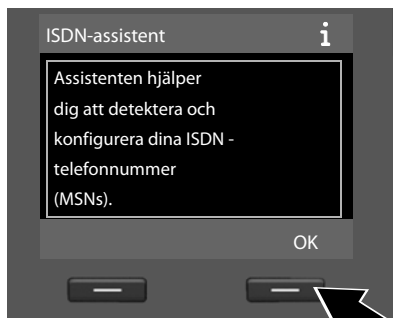 ISDN-assistent i
Assistenten hjälper
dig att detektera och
konfigurera dina ISDN -
telefonnummer
(MSNs).
OK